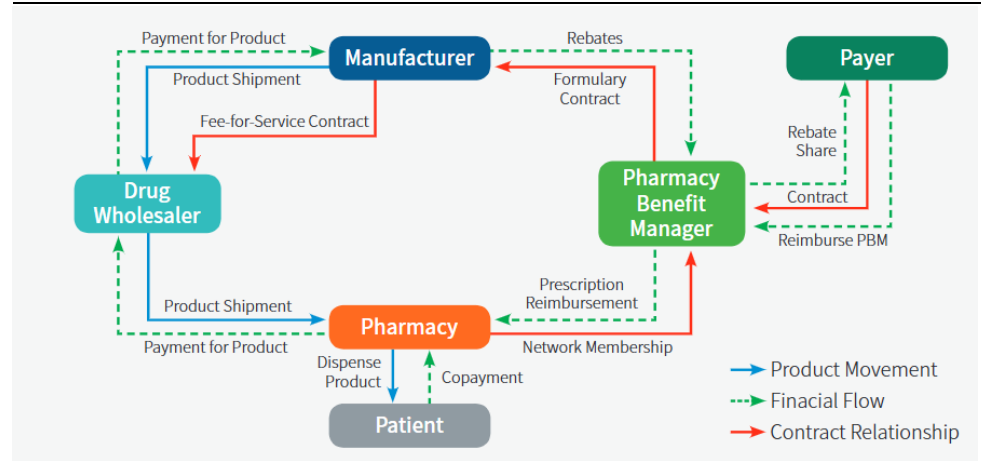 Payment for Product
Manufacturer
Rebates
Payer
Product Shipment
Formulary
Contract
Fee-for-Service Contract
Rebate
Share
Drug
Wholesaler
Pharmacy
Benefit
Manager
Contract
Reimburse PBM
Prescription
Reimbursement
Product Shipment
Pharmacy
Payment for Product
Network Membership
Dispense
Product
Copayment
Patient
Product Movement
Finacial Flow
Contract Relationship